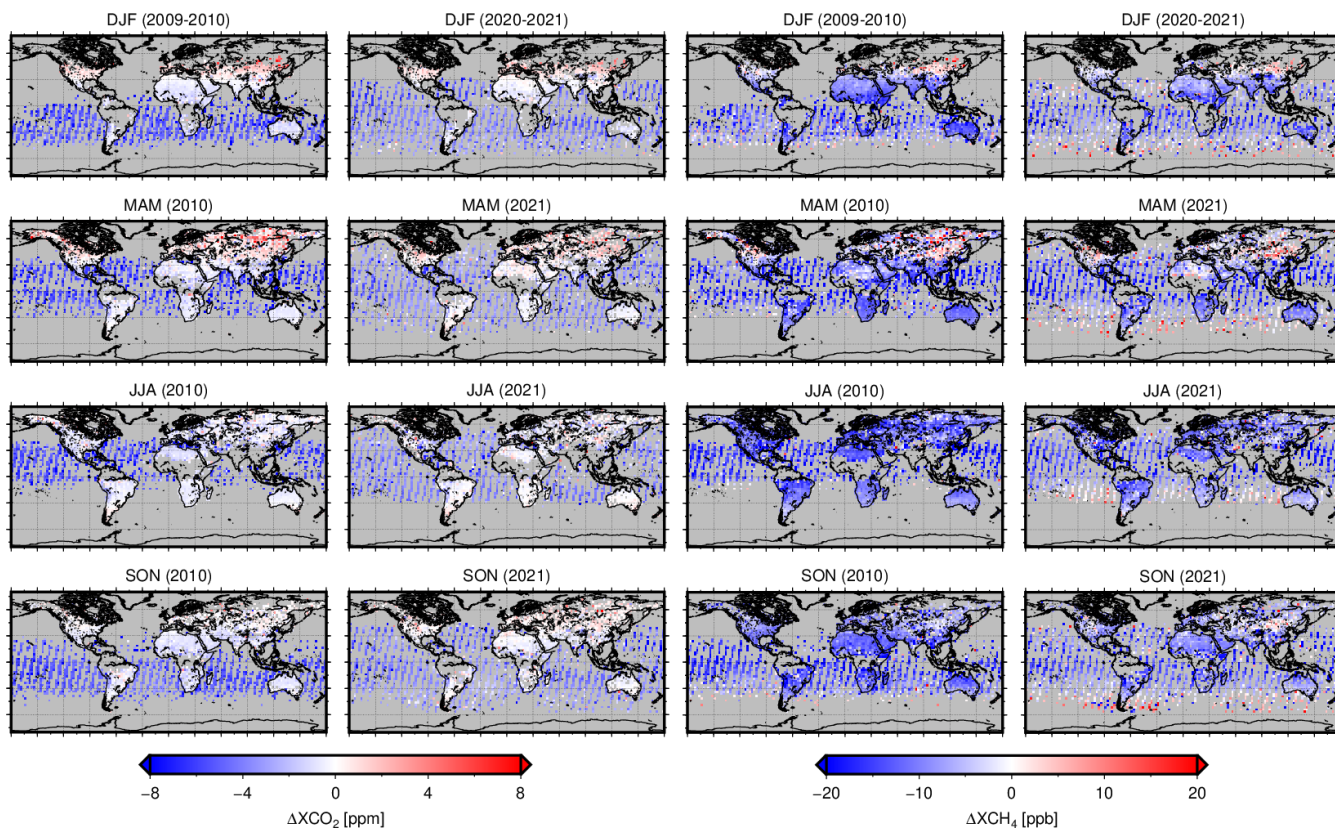 DJF (2009-2010) DJF (2020-2021) DJF (2009-2010) DJF (2020-2021)
MAM (2010) MAM (2021) MAM (2010) MAM (2021)
JJA (2010) JJA (2021) JJA (2010) JJA (2021)
SON (2010) SON (2021) SON (2010) SON (2021)
−8 −4 0 4 8 −20 −10 0 10 20
ΔXCO₂ [ppm] ΔXCH₄ [ppb]